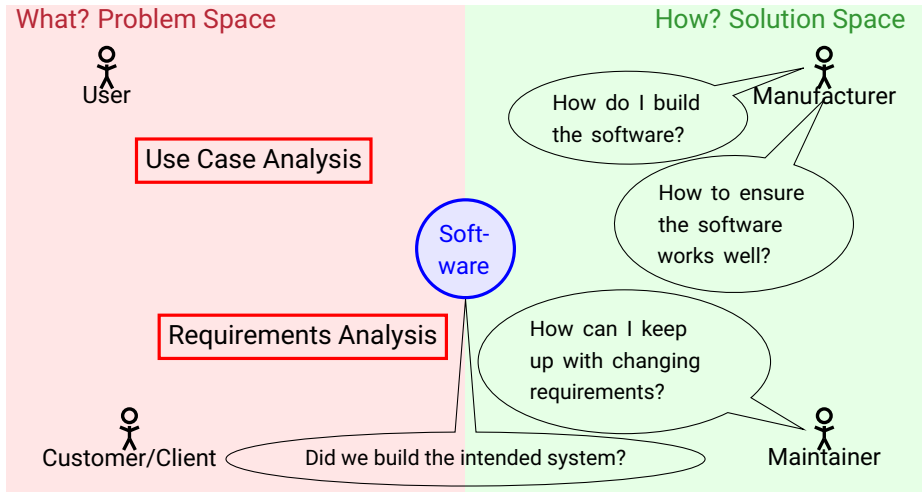 What? Problem Space
How? Solution Space
User
Manufacturer
How do I build
the software?
Use Case Analysis
How to ensure
the software
works well?
Soft-
ware
Requirements Analysis
How can I keep
up with changing
requirements?
Customer/Client
Did we build the intended system?
Maintainer